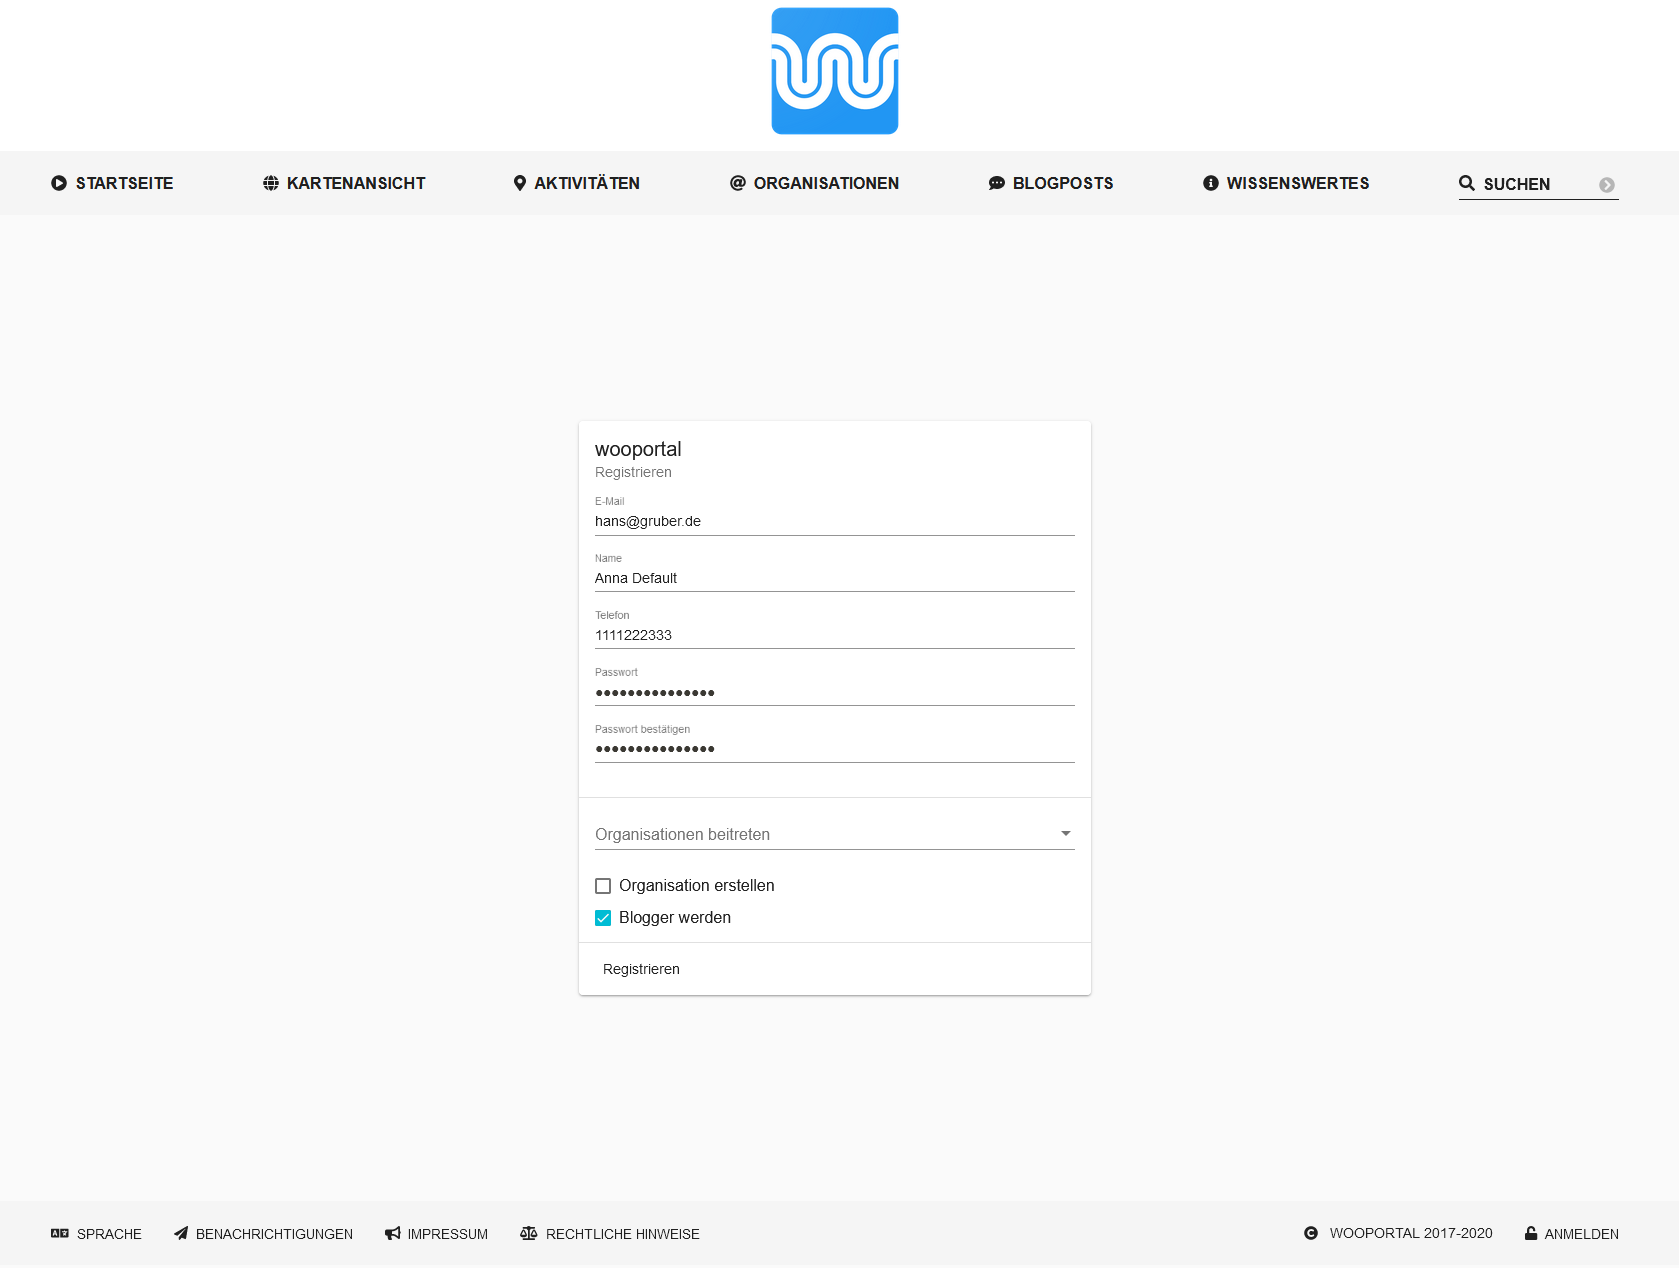 STARTSEITE KARTENANSICHT AKTIVITÄTEN ORGANISATIONEN BLOGPOSTS WISSENSWERTES SUCHEN
wooportal
Registrieren
E-Mail
hans@gruber.de
Name
Anna Default
Telefon
1111222333
Passwort
•••••••••••••••
Passwort bestätigen
•••••••••••••••
Organisationen beitreten
Organisation erstellen
Blogger werden
Registrieren
SPRACHE BENACHRICHTIGUNGEN IMPRESSUM RECHTLICHE HINWEISE WOOPORTAL 2017-2020 ANMELDEN